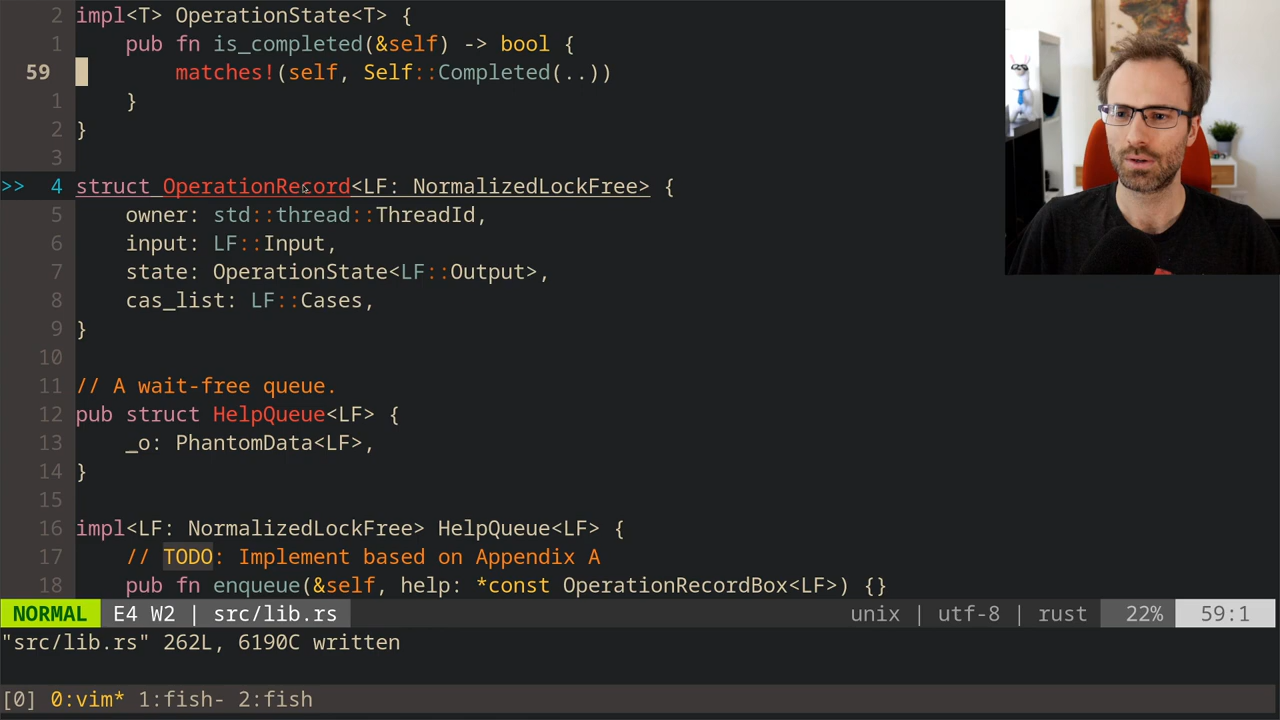 2 impl<T> OperationState<T> {
1 pub fn is_completed(&self) -> bool {
59 matches!(self, Self::Completed(..))
1 }
2 }
3
>> 4 struct OperationRecord<LF: NormalizedLockFree> {
5 owner: std::thread::ThreadId,
6 input: LF::Input,
7 state: OperationState<LF::Output>,
8 cas_list: LF::Cases,
9 }
10
11 // A wait-free queue.
12 pub struct HelpQueue<LF> {
13 _o: PhantomData<LF>,
14 }
15
16 impl<LF: NormalizedLockFree> HelpQueue<LF> {
17 // TODO: Implement based on Appendix A
18 pub fn enqueue(&self, help: *const OperationRecordBox<LF>) {}
NORMAL E4 W2 | src/lib.rs unix | utf-8 | rust 22% 59:1
"src/lib.rs" 262L, 6190C written
[0] 0:vim* 1:fish- 2:fish